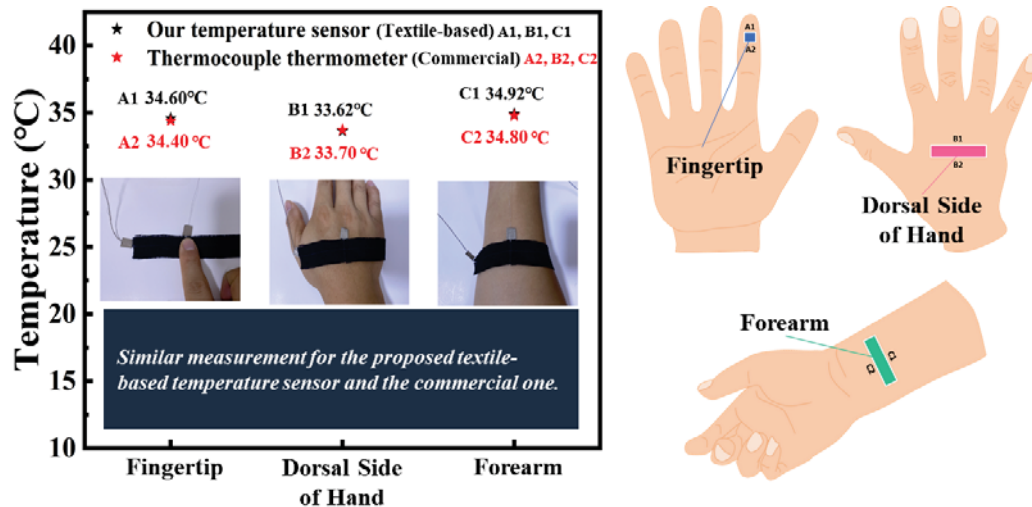 Our temperature sensor (Textile-based) A1, B1, C1
Thermocouple thermometer (Commercial) A2, B2, C2
Temperature (℃)
40
35
30
25
20
15
10
A1 34.60℃
A2 34.40 ℃
B1 33.62℃
B2 33.70 ℃
C1 34.92℃
C2 34.80 ℃
Similar measurement for the proposed textile-
based temperature sensor and the commercial one.
Fingertip
Dorsal Side
of Hand
Forearm
A1
A2
Fingertip
B1
B2
Dorsal Side
of Hand
Forearm
C1
C2